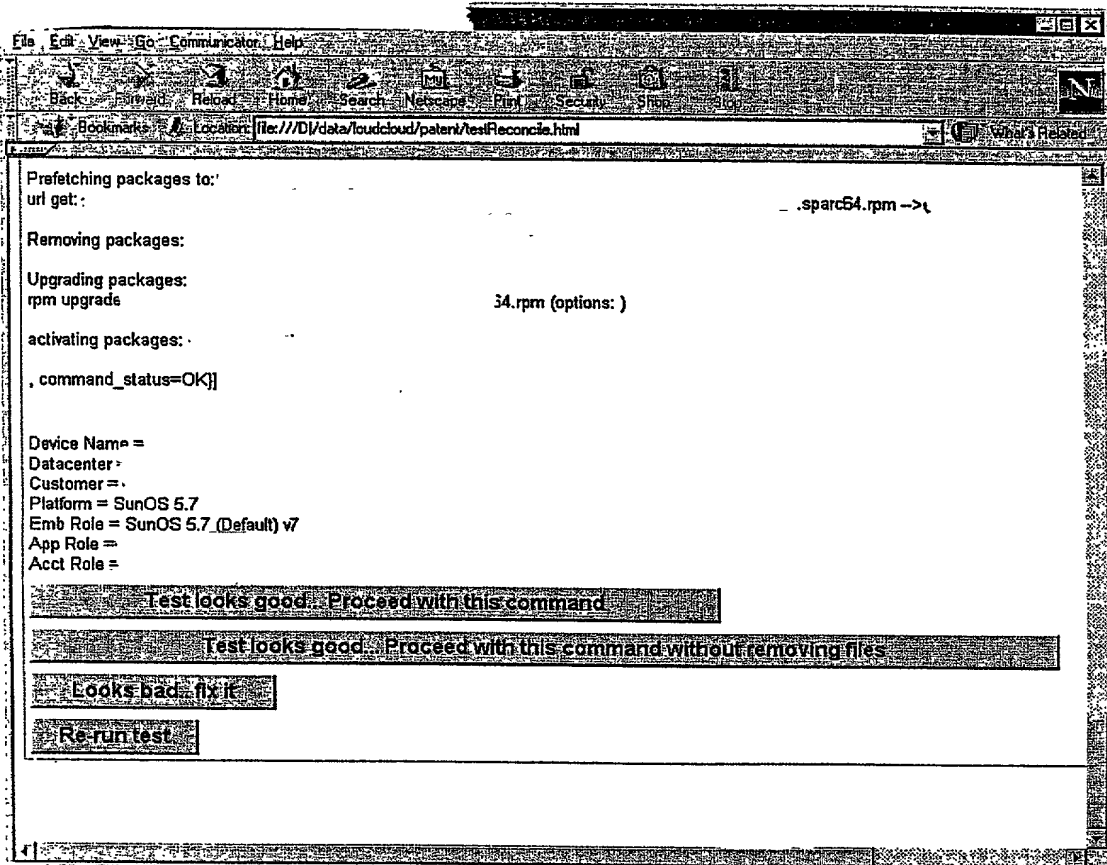 File Edit View Go Communicator Help
Back Forward Reload Home Search Netscape Print Security Shop Stop
Bookmarks Location: file:///D|/data/loudcloud/patent/testReconcile.html What's Related
Prefetching packages to:
url get: .sparc64.rpm -->
Removing packages:
Upgrading packages:
rpm upgrade 64.rpm (options: )
activating packages:
, command_status=OK}]
Device Name =
Datacenter
Customer =
Platform = SunOS 5.7
Emb Role = SunOS 5.7 (Default) v7
App Role =
Acct Role =
Test looks good... Proceed with this command
Test looks good... Proceed with this command without removing files
Looks bad...fix it
Re-run test